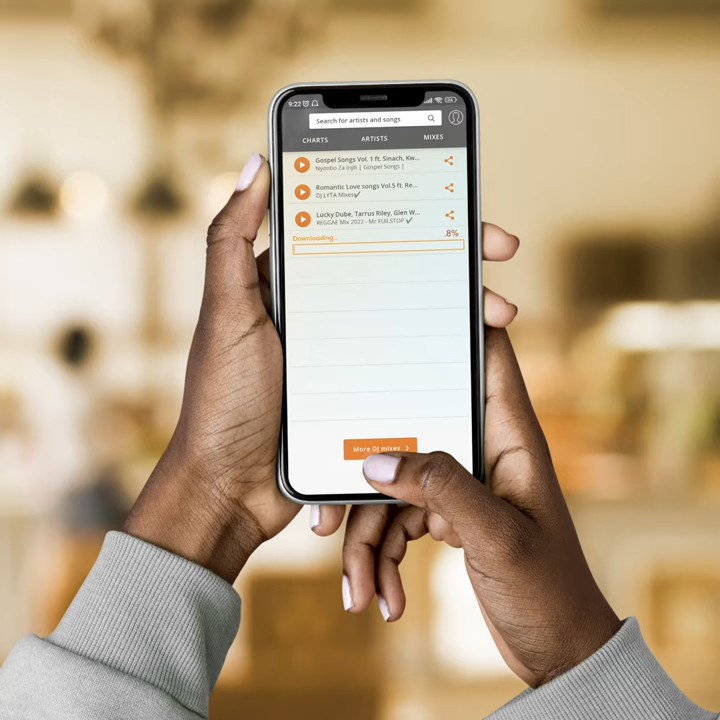 9:22
Search for artists and songs
CHARTS ARTISTS MIXES
Gospel Songs Vol. 1 ft. Sinach, Kw...
Nyimbo Za Injili | Gospel Songs |
Romantic Love songs Vol.5 ft. Re...
DJ LYTA Mixes✔
Lucky Dube, Tarrus Riley, Glen W...
REGGAE Mix 2022 - Mc FUll.STOP ✔
Downloading... .8%
More DJ mixes >